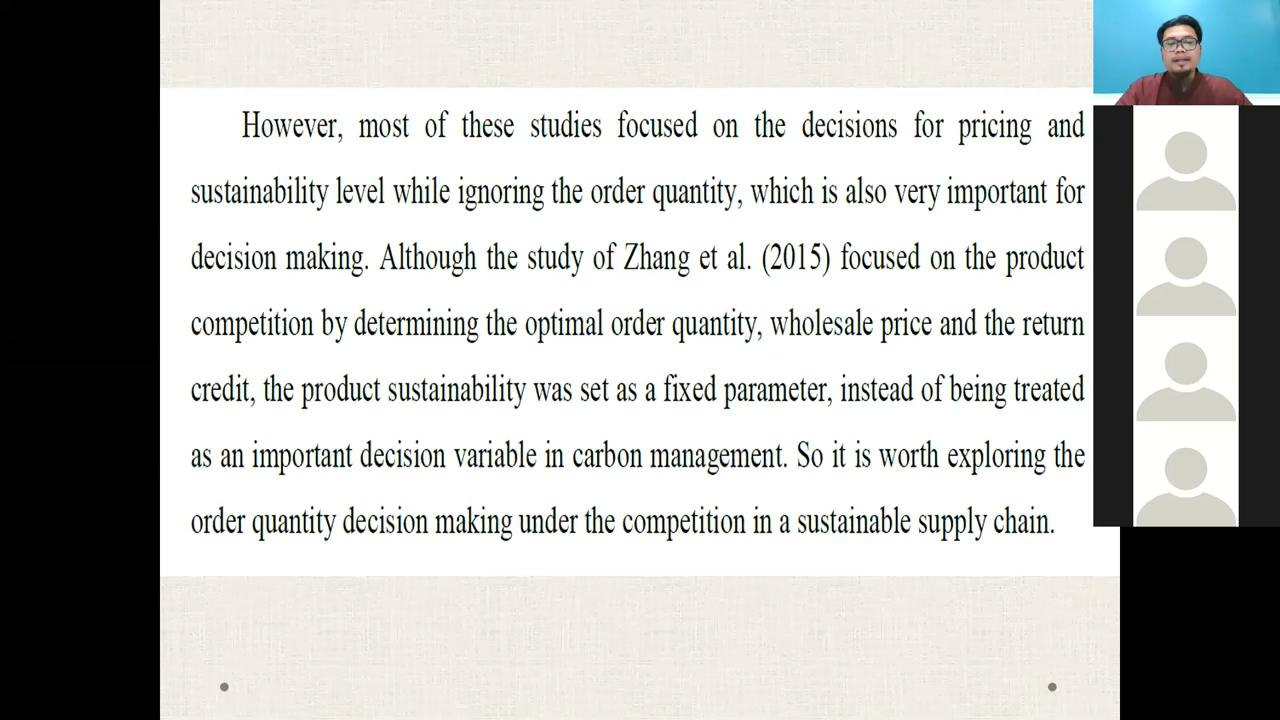 However, most of these studies focused on the decisions for pricing and
sustainability level while ignoring the order quantity, which is also very important for
decision making. Although the study of Zhang et al. (2015) focused on the product
competition by determining the optimal order quantity, wholesale price and the return
credit, the product sustainability was set as a fixed parameter, instead of being treated
as an important decision variable in carbon management. So it is worth exploring the
order quantity decision making under the competition in a sustainable supply chain.